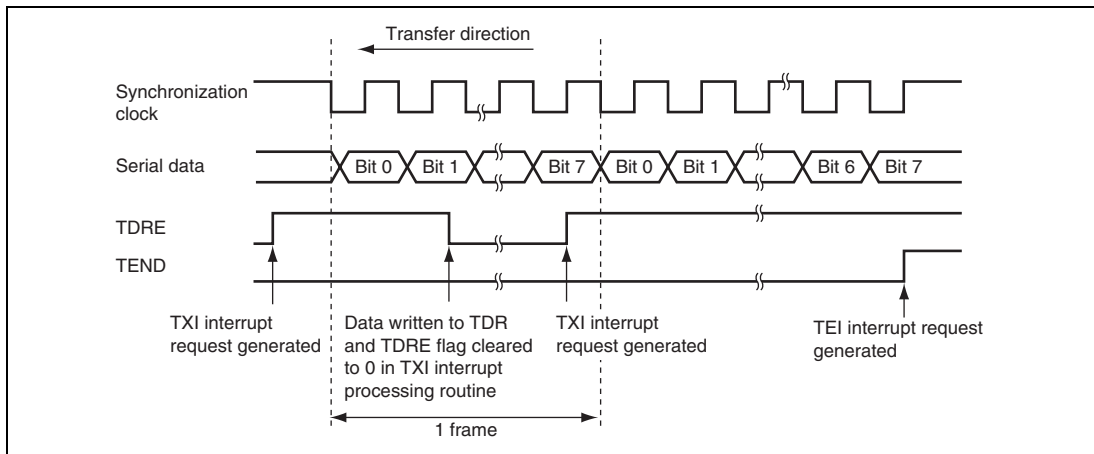 Transfer direction
Synchronization
clock
Serial data
Bit 0
Bit 1
Bit 7
Bit 0
Bit 1
Bit 6
Bit 7
TDRE
TEND
TXI interrupt
request generated
Data written to TDR
and TDRE flag cleared
to 0 in TXI interrupt
processing routine
TXI interrupt
request generated
TEI interrupt request
generated
1 frame